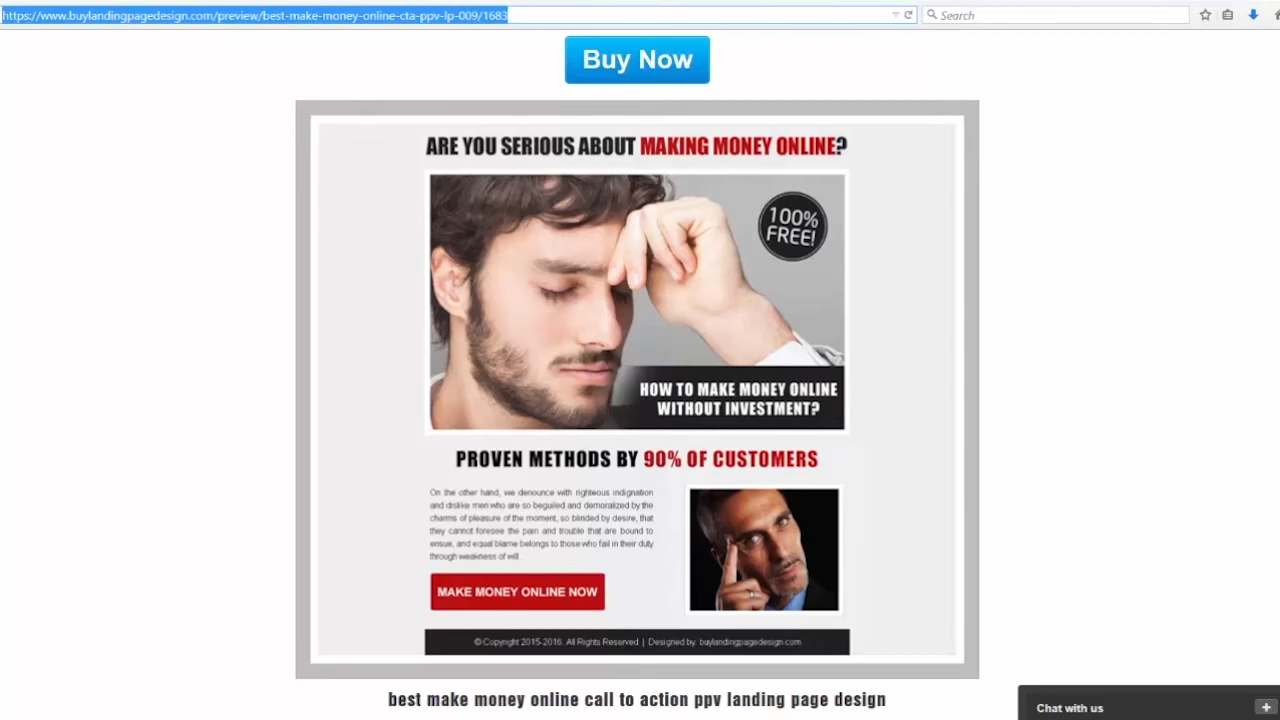 https://www.buylandingpagedesign.com/preview/best-make-money-online-cta-ppv-lp-009/1683
Search
Buy Now
ARE YOU SERIOUS ABOUT MAKING MONEY ONLINE?
100%
FREE!
HOW TO MAKE MONEY ONLINE
WITHOUT INVESTMENT?
PROVEN METHODS BY 90% OF CUSTOMERS
On the other hand, we denounce with righteous indignation
and dislike men who are so beguiled and demoralized by the
charms of pleasure of the moment, so blinded by desire, that
they cannot foresee the pain and trouble that are bound to
ensue, and equal blame belongs to those who fail in their duty
through weakness of will.
MAKE MONEY ONLINE NOW
© Copyright 2015-2016. All Rights Reserved | Designed by. buylandingpagedesign.com
best make money online call to action ppv landing page design
Chat with us